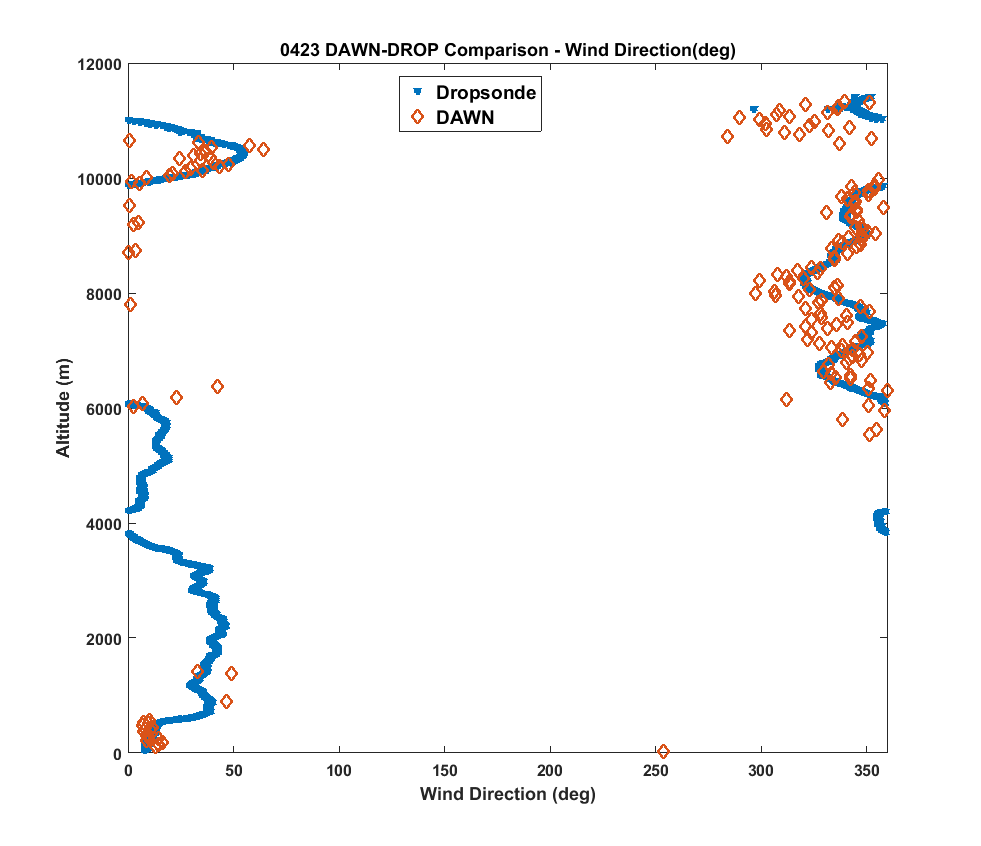 0423 DAWN-DROP Comparison - Wind Direction(deg)
12000
Dropsonde
DAWN
10000
8000
6000
4000
2000
0
Altitude (m)
0 50 100 150 200 250 300 350
Wind Direction (deg)